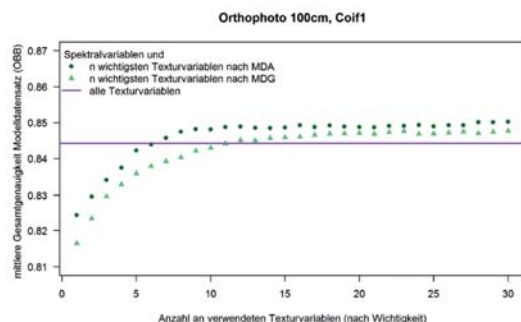 Orthophoto 100cm, Coif1
mittlere Gesamtgenauigkeit Modelldatensatz (OBB)
0.87
0.86
0.85
0.84
0.83
0.82
0.81
Spektralvariablen und
n wichtigsten Texturvariablen nach MDA
n wichtigsten Texturvariablen nach MDG
alle Texturvariablen
0 5 10 15 20 25 30
Anzahl an verwendeten Texturvariablen (nach Wichtigkeit)